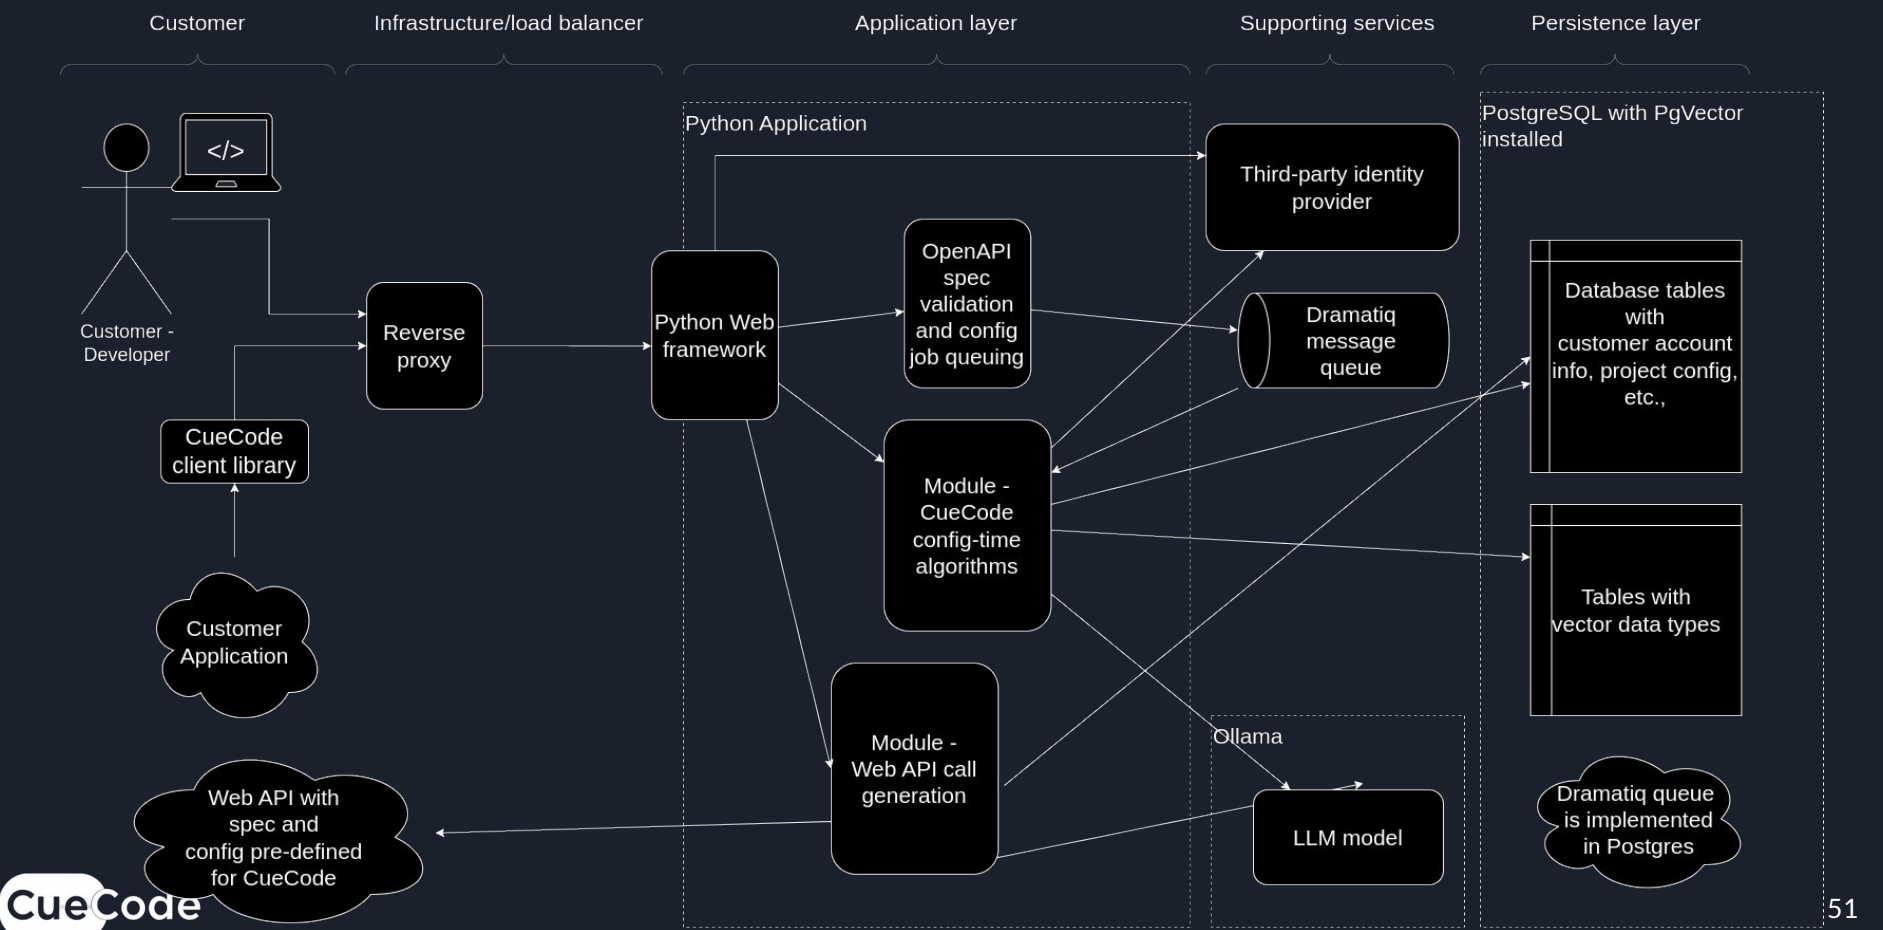 Customer
Infrastructure/load balancer
Application layer
Supporting services
Persistence layer
</>
Customer -
Developer
CueCode
client library
Customer
Application
Web API with
spec and
config pre-defined
for CueCode
Reverse
proxy
Python Application
Python Web
framework
OpenAPI
spec
validation
and config
job queuing
Module -
CueCode
config-time
algorithms
Module -
Web API call
generation
Third-party identity
provider
Dramatiq
message
queue
Ollama
LLM model
PostgreSQL with PgVector
installed
Database tables
with
customer account
info, project config,
etc.,
Tables with
vector data types
Dramatiq queue
is implemented
in Postgres
CueCode
51